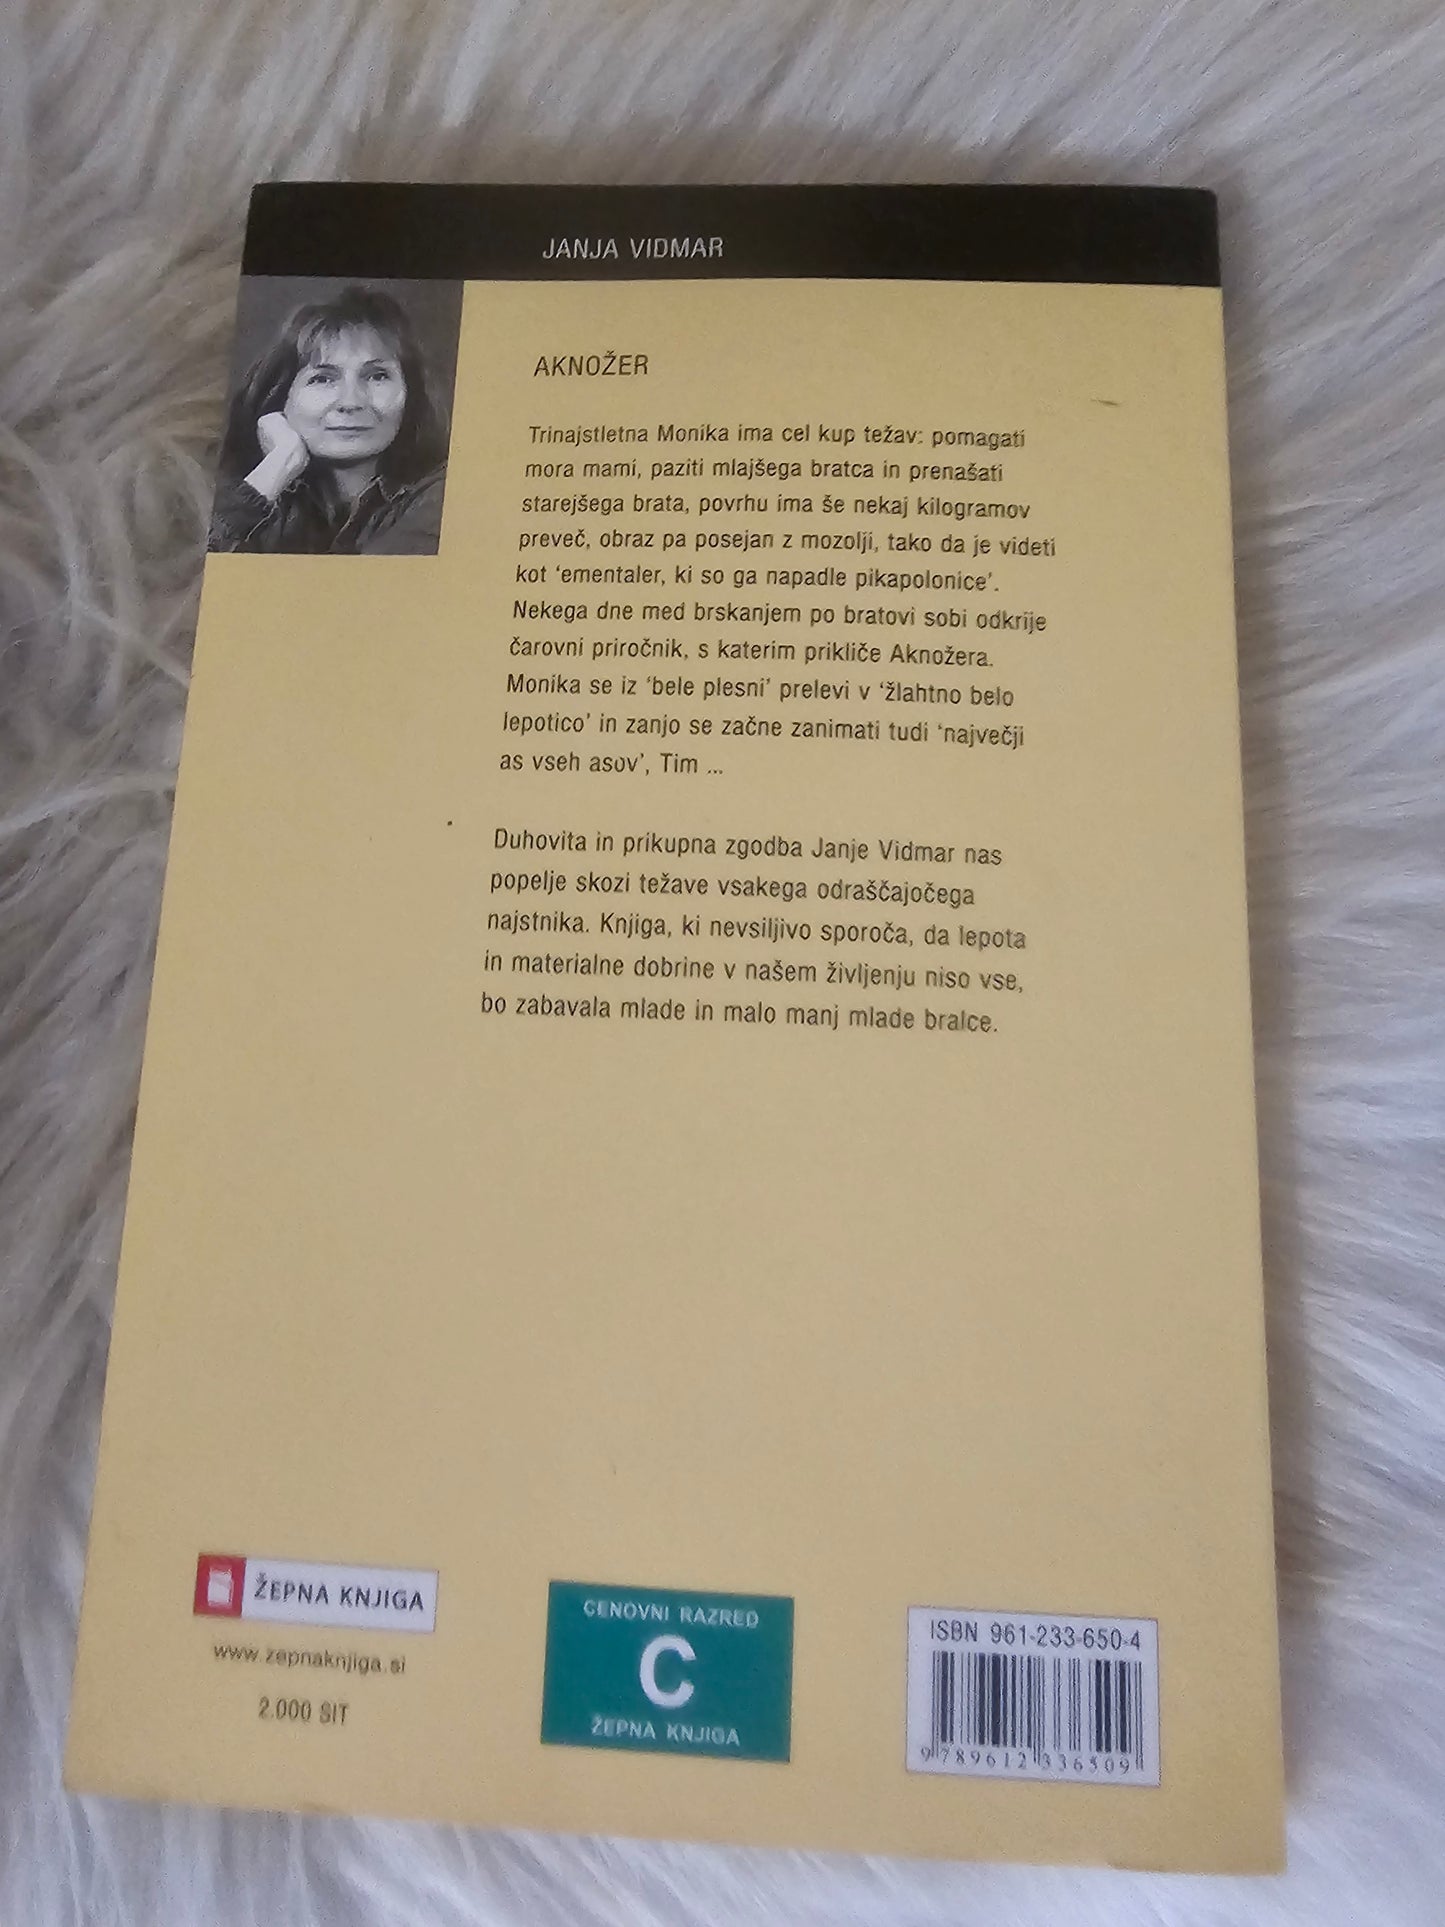 JANJA VIDMAR
AKNOŽER
Trinajstletna Monika ima cel kup težav: pomagati
mora mami, paziti mlajšega bratca in prenašati
starejšega brata, povrhu ima še nekaj kilogramov
preveč, obraz pa posejan z mozolji, tako da je videti
kot ‘ementaler, ki so ga napadle pikapolonice’.
Nekega dne med brskanjem po bratovi sobi odkrije
čarovni priročnik, s katerim prikliče Aknožera.
Monika se iz ‘bele plesni’ prelevi v ‘žlahtno belo
lepotico’ in zanjo se začne zanimati tudi ‘največji
as vseh asov’, Tim ...
Duhovita in prikupna zgodba Janje Vidmar nas
popelje skozi težave vsakega odraščajočega
najstnika. Knjiga, ki nevsiljivo sporoča, da lepota
in materialne dobrine v našem življenju niso vse,
bo zabavala mlade in malo manj mlade bralce.
ŽEPNA KNJIGA
www.zepnaknjiga.si
2.000 SIT
CENOVNI RAZRED
C
ŽEPNA KNJIGA
ISBN 961-233-650-4
9 789612 336509